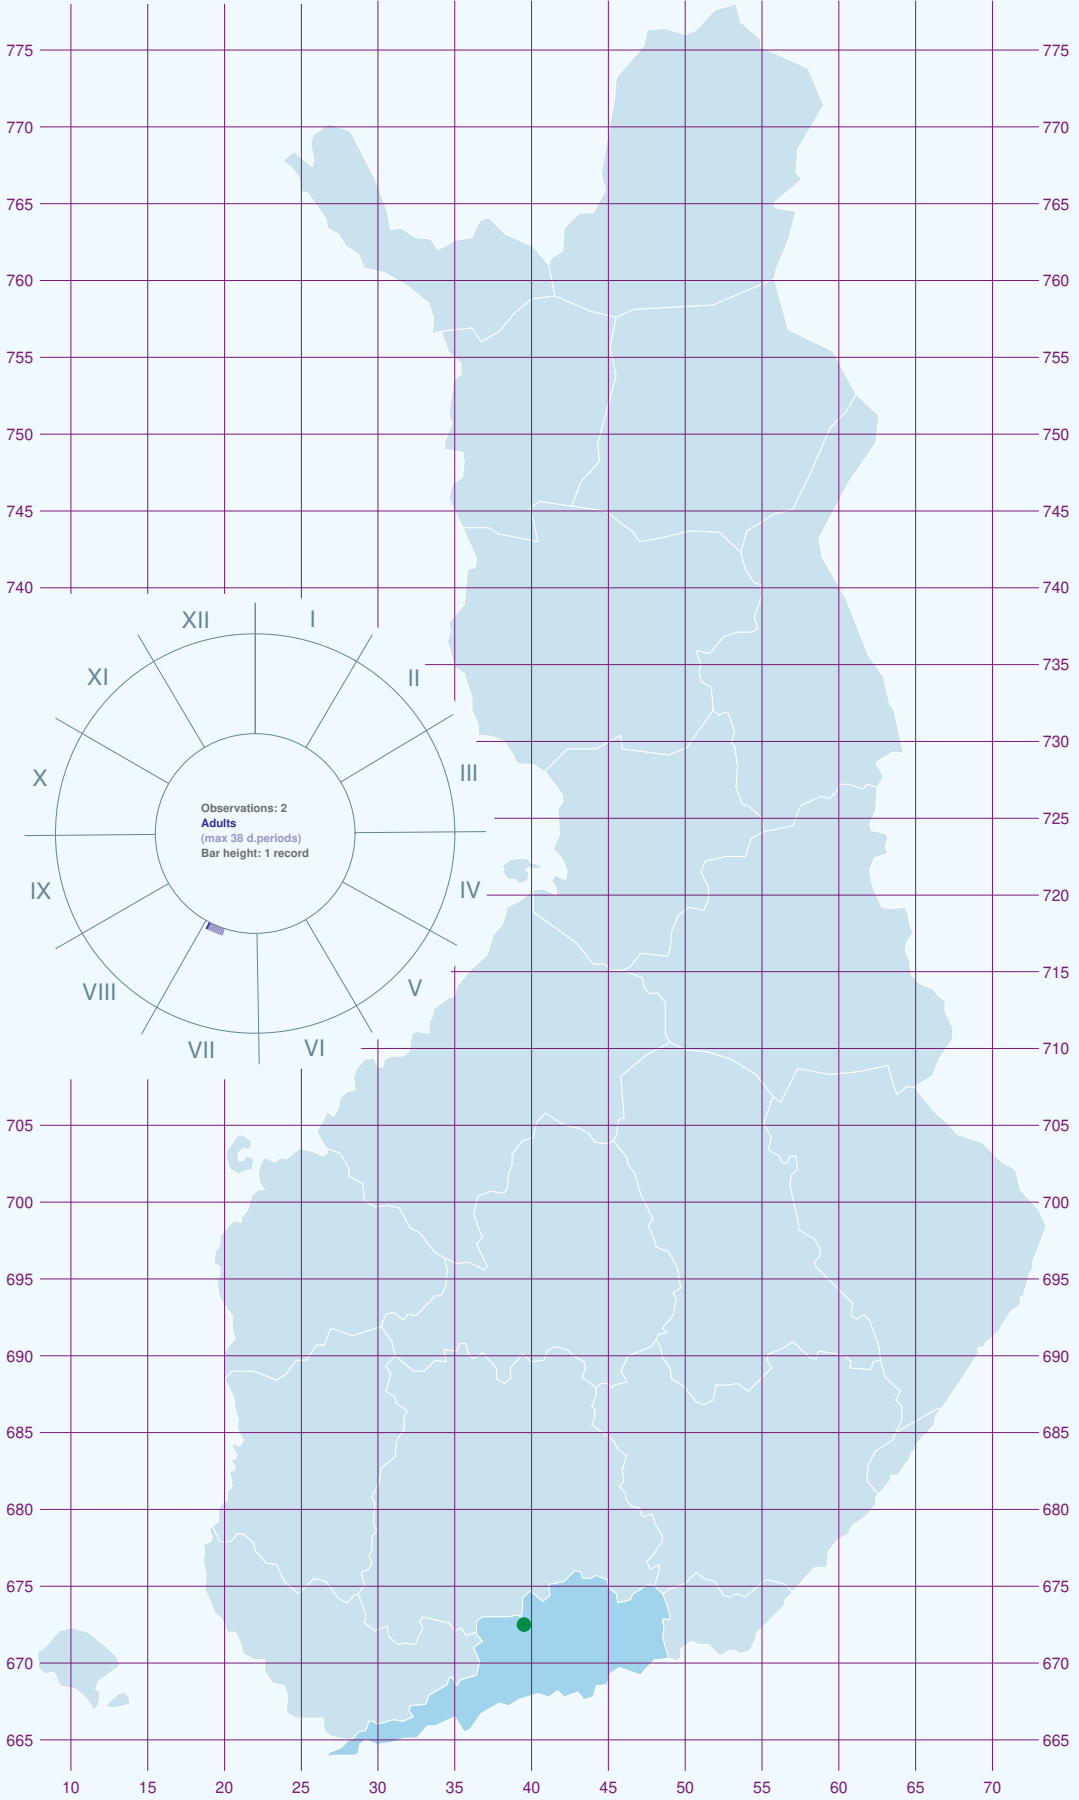 775 775
770 770
765 765
760 760
755 755
750 750
745 745
740 740
XII I
XI II
735 735
730 730
X III
Observations: 2
Adults
(max 38 d.periods)
Bar height: 1 record
725
IX IV
720
VIII V
715
VII VI
710
705 705
700 700
695 695
690 690
685 685
680 680
675 675
670 670
665 665
10 15 20 25 30 35 40 45 50 55 60 65 70